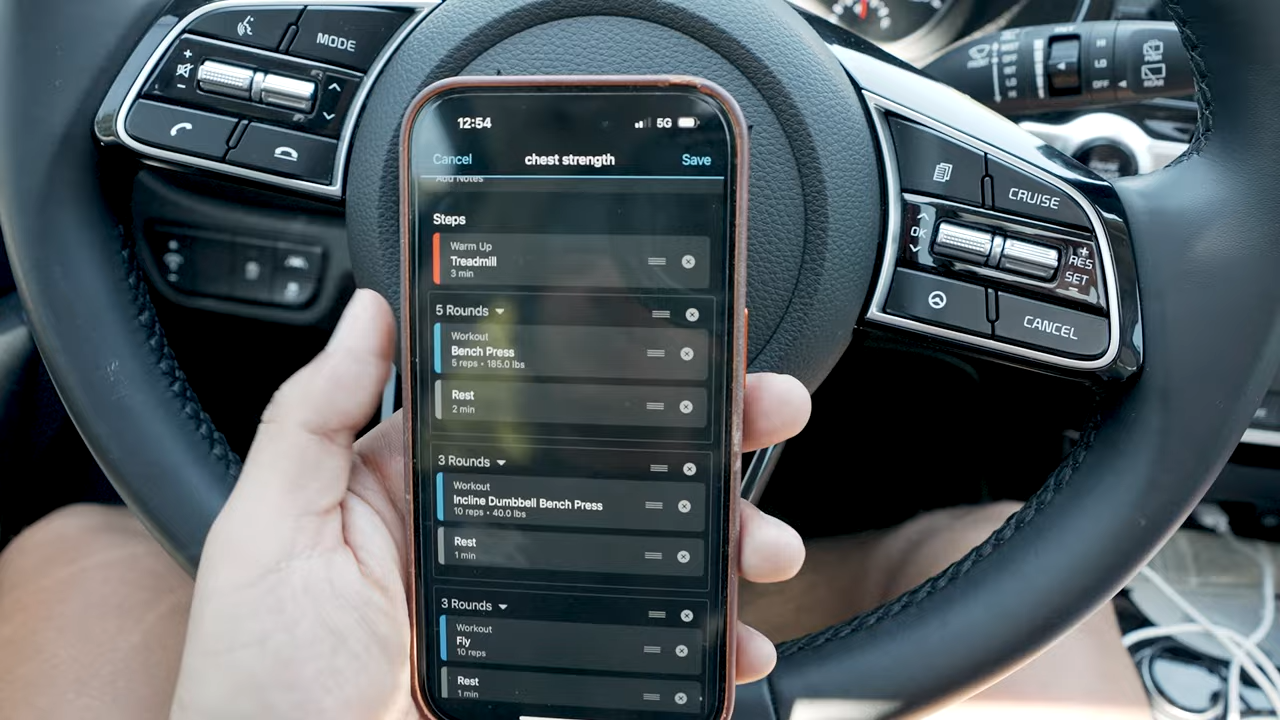 MODE
12:54
5G
Cancel
chest strength
Save
Add Notes
Steps
Warm Up
Treadmill
3 min
5 Rounds
Workout
Bench Press
5 reps • 185.0 lbs
Rest
2 min
3 Rounds
Workout
Incline Dumbbell Bench Press
10 reps • 40.0 lbs
Rest
1 min
3 Rounds
Workout
Fly
10 reps
Rest
1 min
CRUISE
OK
+
RES
SET
−
CANCEL
HI
LO
OFF